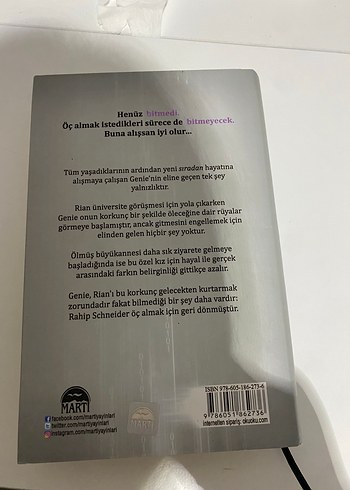 Henüz bitmedi.
Öç almak istedikleri sürece de bitmeyecek.
Buna alışsan iyi olur...
Tüm yaşadıklarının ardından yeni sıradan hayatına
alışmaya çalışan Genie'nin eline geçen tek şey
yalnızlıktır.
Rian üniversite görüşmesi için yola çıkarken
Genie onun korkunç bir şekilde öleceğine dair rüyalar
görmeye başlamıştır, ancak gitmesini engellemek için
elinden gelen hiçbir şey yoktur.
Ölmüş büyükannesi daha sık ziyarete gelmeye
başladığında ise bu özel kız için hayal ile gerçek
arasındaki farkın belirginliği gittikçe azalır.
Genie, Rian'ı bu korkunç gelecekten kurtarmak
zorundadır fakat bilmediği bir şey daha vardır:
Rahip Schneider öç almak için geri dönmüştür.
MARTI
facebook.com/martiyayinlari
twitter.com/martiyayinlari
instagram.com/martiyayinlari
ISBN 978-605-186-273-6
9 786051 862736
internetten sipariş: okuoku.com